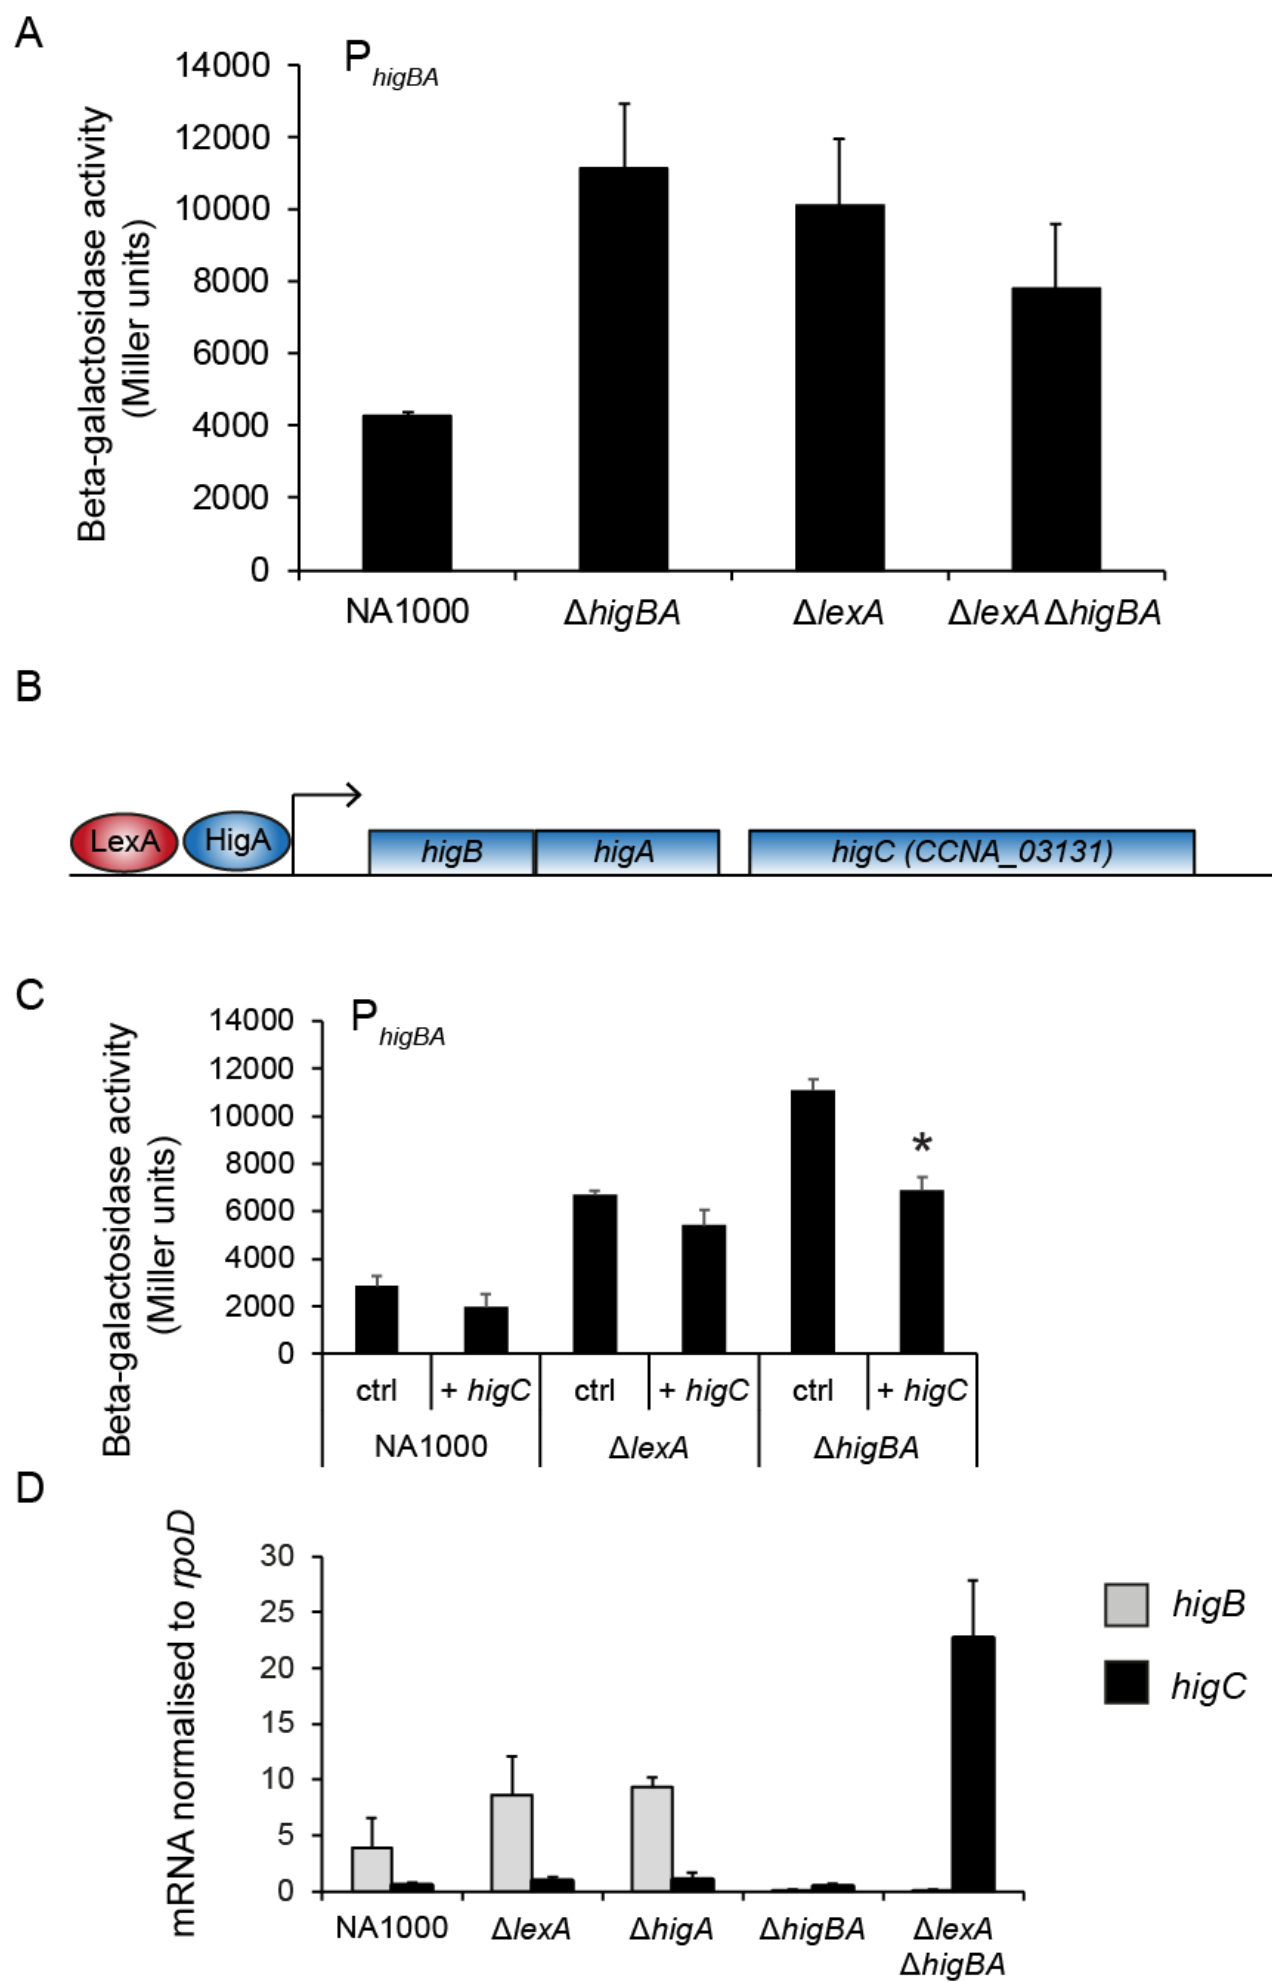 A
P higBA
Beta-galactosidase activity
(Miller units)
14000
12000
10000
8000
6000
4000
2000
0
NA1000
ΔhigBA
ΔlexA
ΔlexA ΔhigBA
B
LexA
HigA
higB
higA
higC (CCNA_03131)
C
P higBA
Beta-galactosidase activity
(Miller units)
14000
12000
10000
8000
6000
4000
2000
0
*
ctrl
+ higC
ctrl
+ higC
ctrl
+ higC
NA1000
ΔlexA
ΔhigBA
D
mRNA normalised to rpoD
30
25
20
15
10
5
0
higB
higC
NA1000
ΔlexA
ΔhigA
ΔhigBA
ΔlexA
ΔhigBA